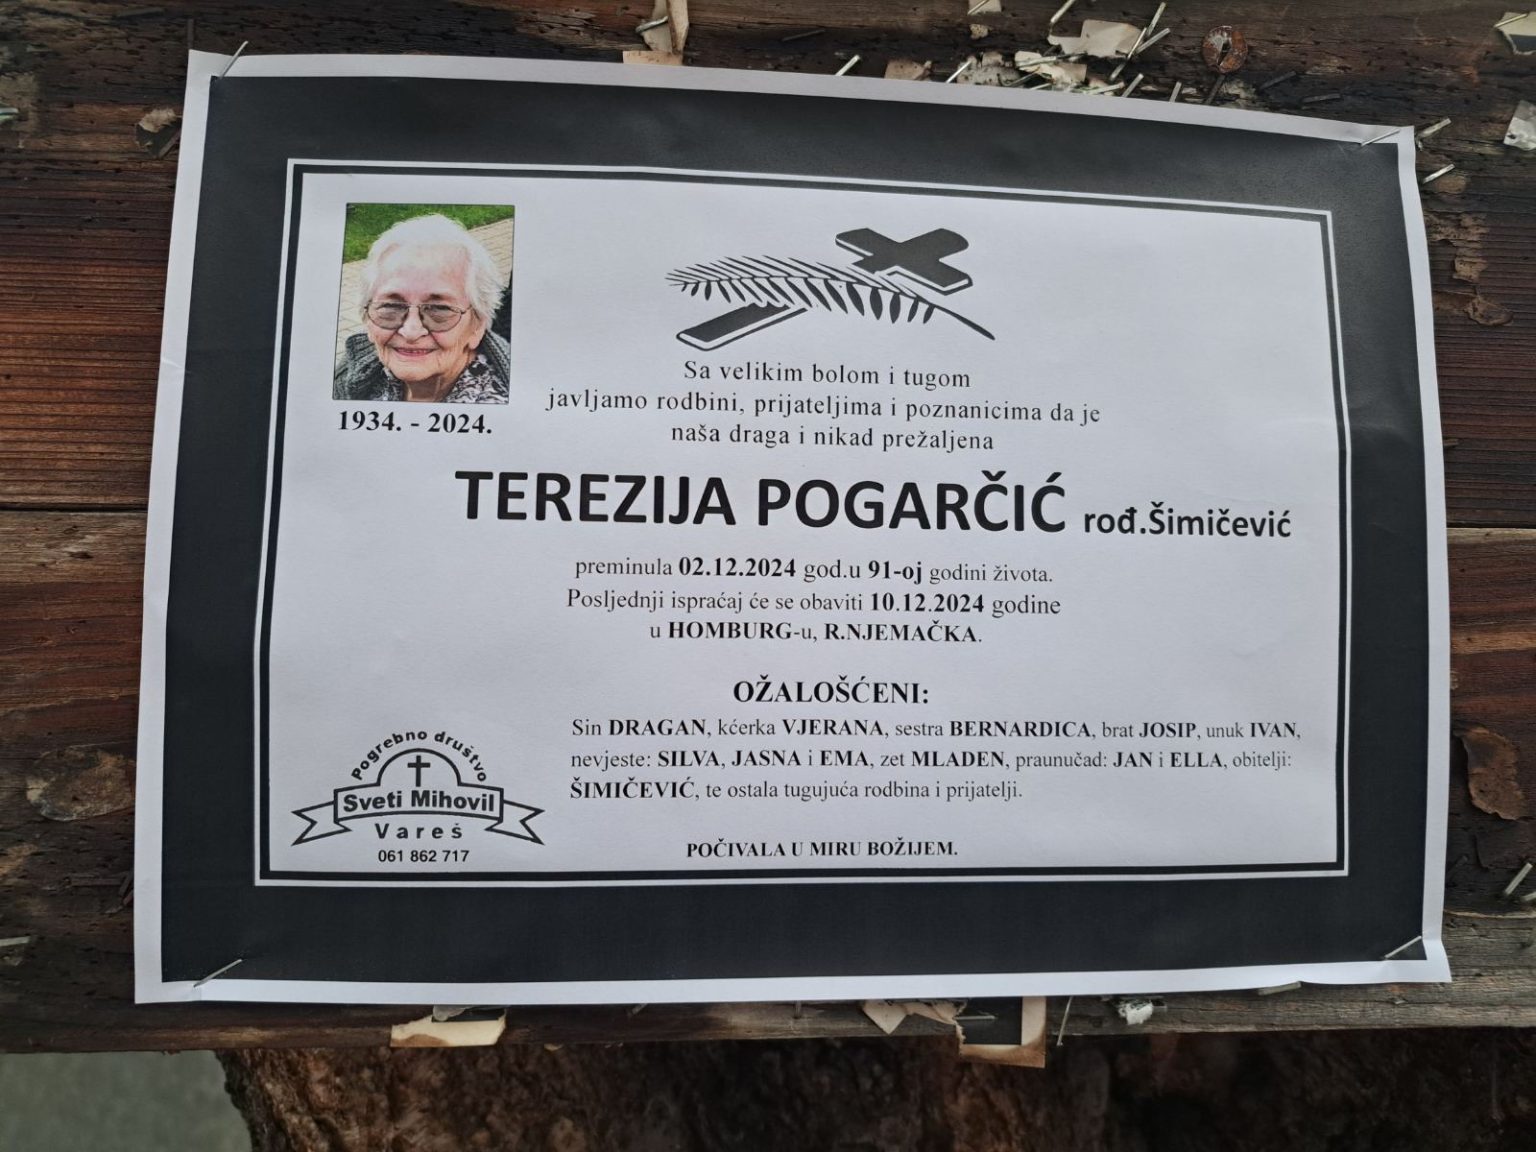 1934. - 2024.
Sa velikim bolom i tugom
javljamo rodbini, prijateljima i poznanicima da je
naša draga i nikad prežaljena
TEREZIJA POGARČIĆ rođ.Šimičević
preminula 02.12.2024 god.u 91-oj godini života.
Posljednji ispraćaj će se obaviti 10.12.2024 godine
u HOMBURG-u, R.NJEMAČKA.
OŽALOŠĆENI:
Sin DRAGAN, kćerka VJERANA, sestra BERNARDICA, brat JOSIP, unuk IVAN,
nevjeste: SILVA, JASNA i EMA, zet MLADEN, praunučad: JAN i ELLA, obitelji:
ŠIMIČEVIĆ, te ostala tugujuća rodbina i prijatelji.
POČIVALA U MIRU BOŽIJEM.
Pogrebno društvo
Sveti Mihovil
Vareš
061 862 717